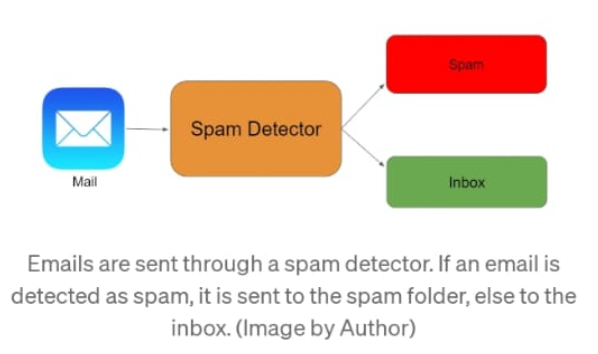 Spam
Spam Detector
Mail
Inbox
Emails are sent through a spam detector. If an email is
detected as spam, it is sent to the spam folder, else to the
inbox. (Image by Author)